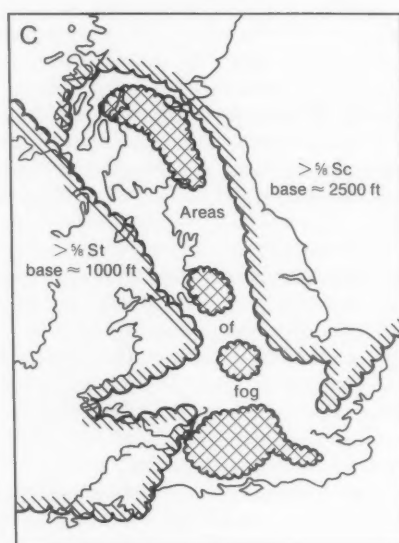 C
> ⅝ Sc
base ≈ 2500 ft
Areas
> ⅝ St
base ≈ 1000 ft
of
fog